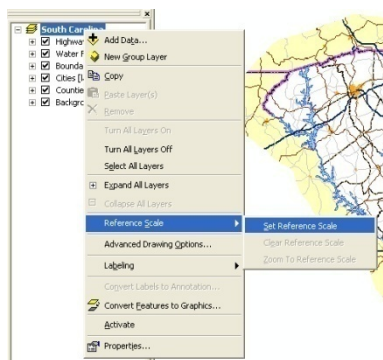 South Carolina
Highway
Water F
Bounda
Cities [L
Counties
Backgro
Add Data...
New Group Layer
Copy
Paste Layer(s)
Remove
Turn All Layers On
Turn All Layers Off
Select All Layers
Expand All Layers
Collapse All Layers
Reference Scale
Set Reference Scale
Clear Reference Scale
Zoom To Reference Scale
Advanced Drawing Options...
Labeling
Convert Labels to Annotation...
Convert Features to Graphics...
Activate
Properties...